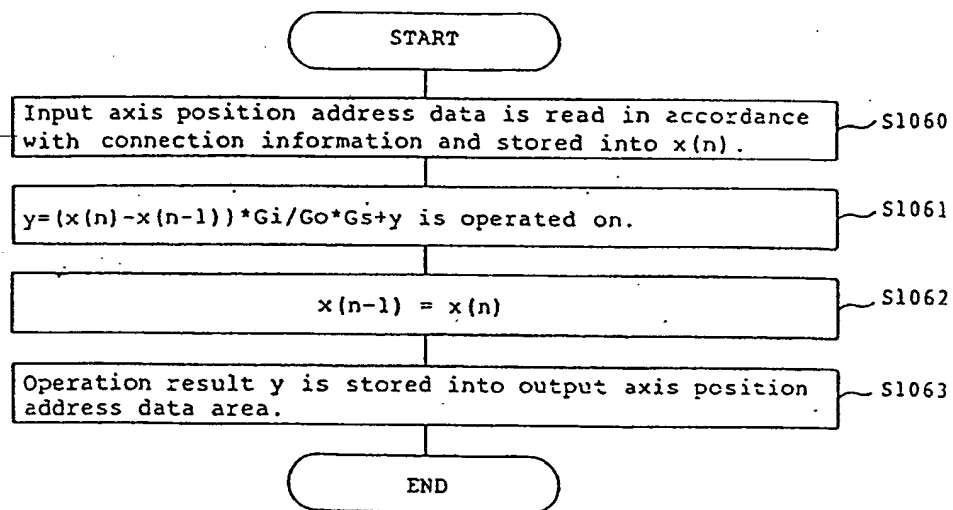 START
Input axis position address data is read in accordance
with connection information and stored into x(n).
S1060
y=(x(n)-x(n-1))*Gi/Go*Gs+y is operated on.
S1061
x(n-1) = x(n)
S1062
Operation result y is stored into output axis position
address data area.
S1063
END